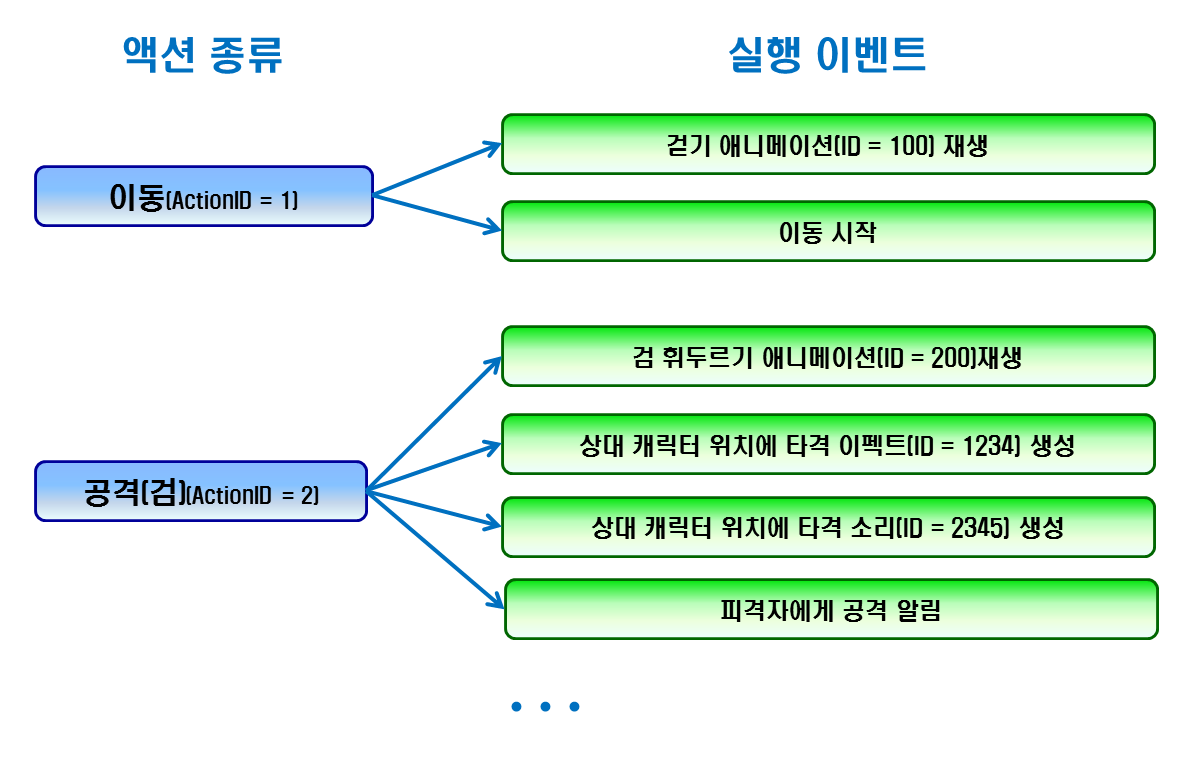 액션 종류
실행 이벤트
이동(ActionID = 1)
걷기 애니메이션(ID = 100) 재생
이동 시작
공격(검)(ActionID = 2)
검 휘두르기 애니메이션(ID = 200)재생
상대 캐릭터 위치에 타격 이펙트(ID = 1234) 생성
상대 캐릭터 위치에 타격 소리(ID = 2345) 생성
피격자에게 공격 알림
• • •